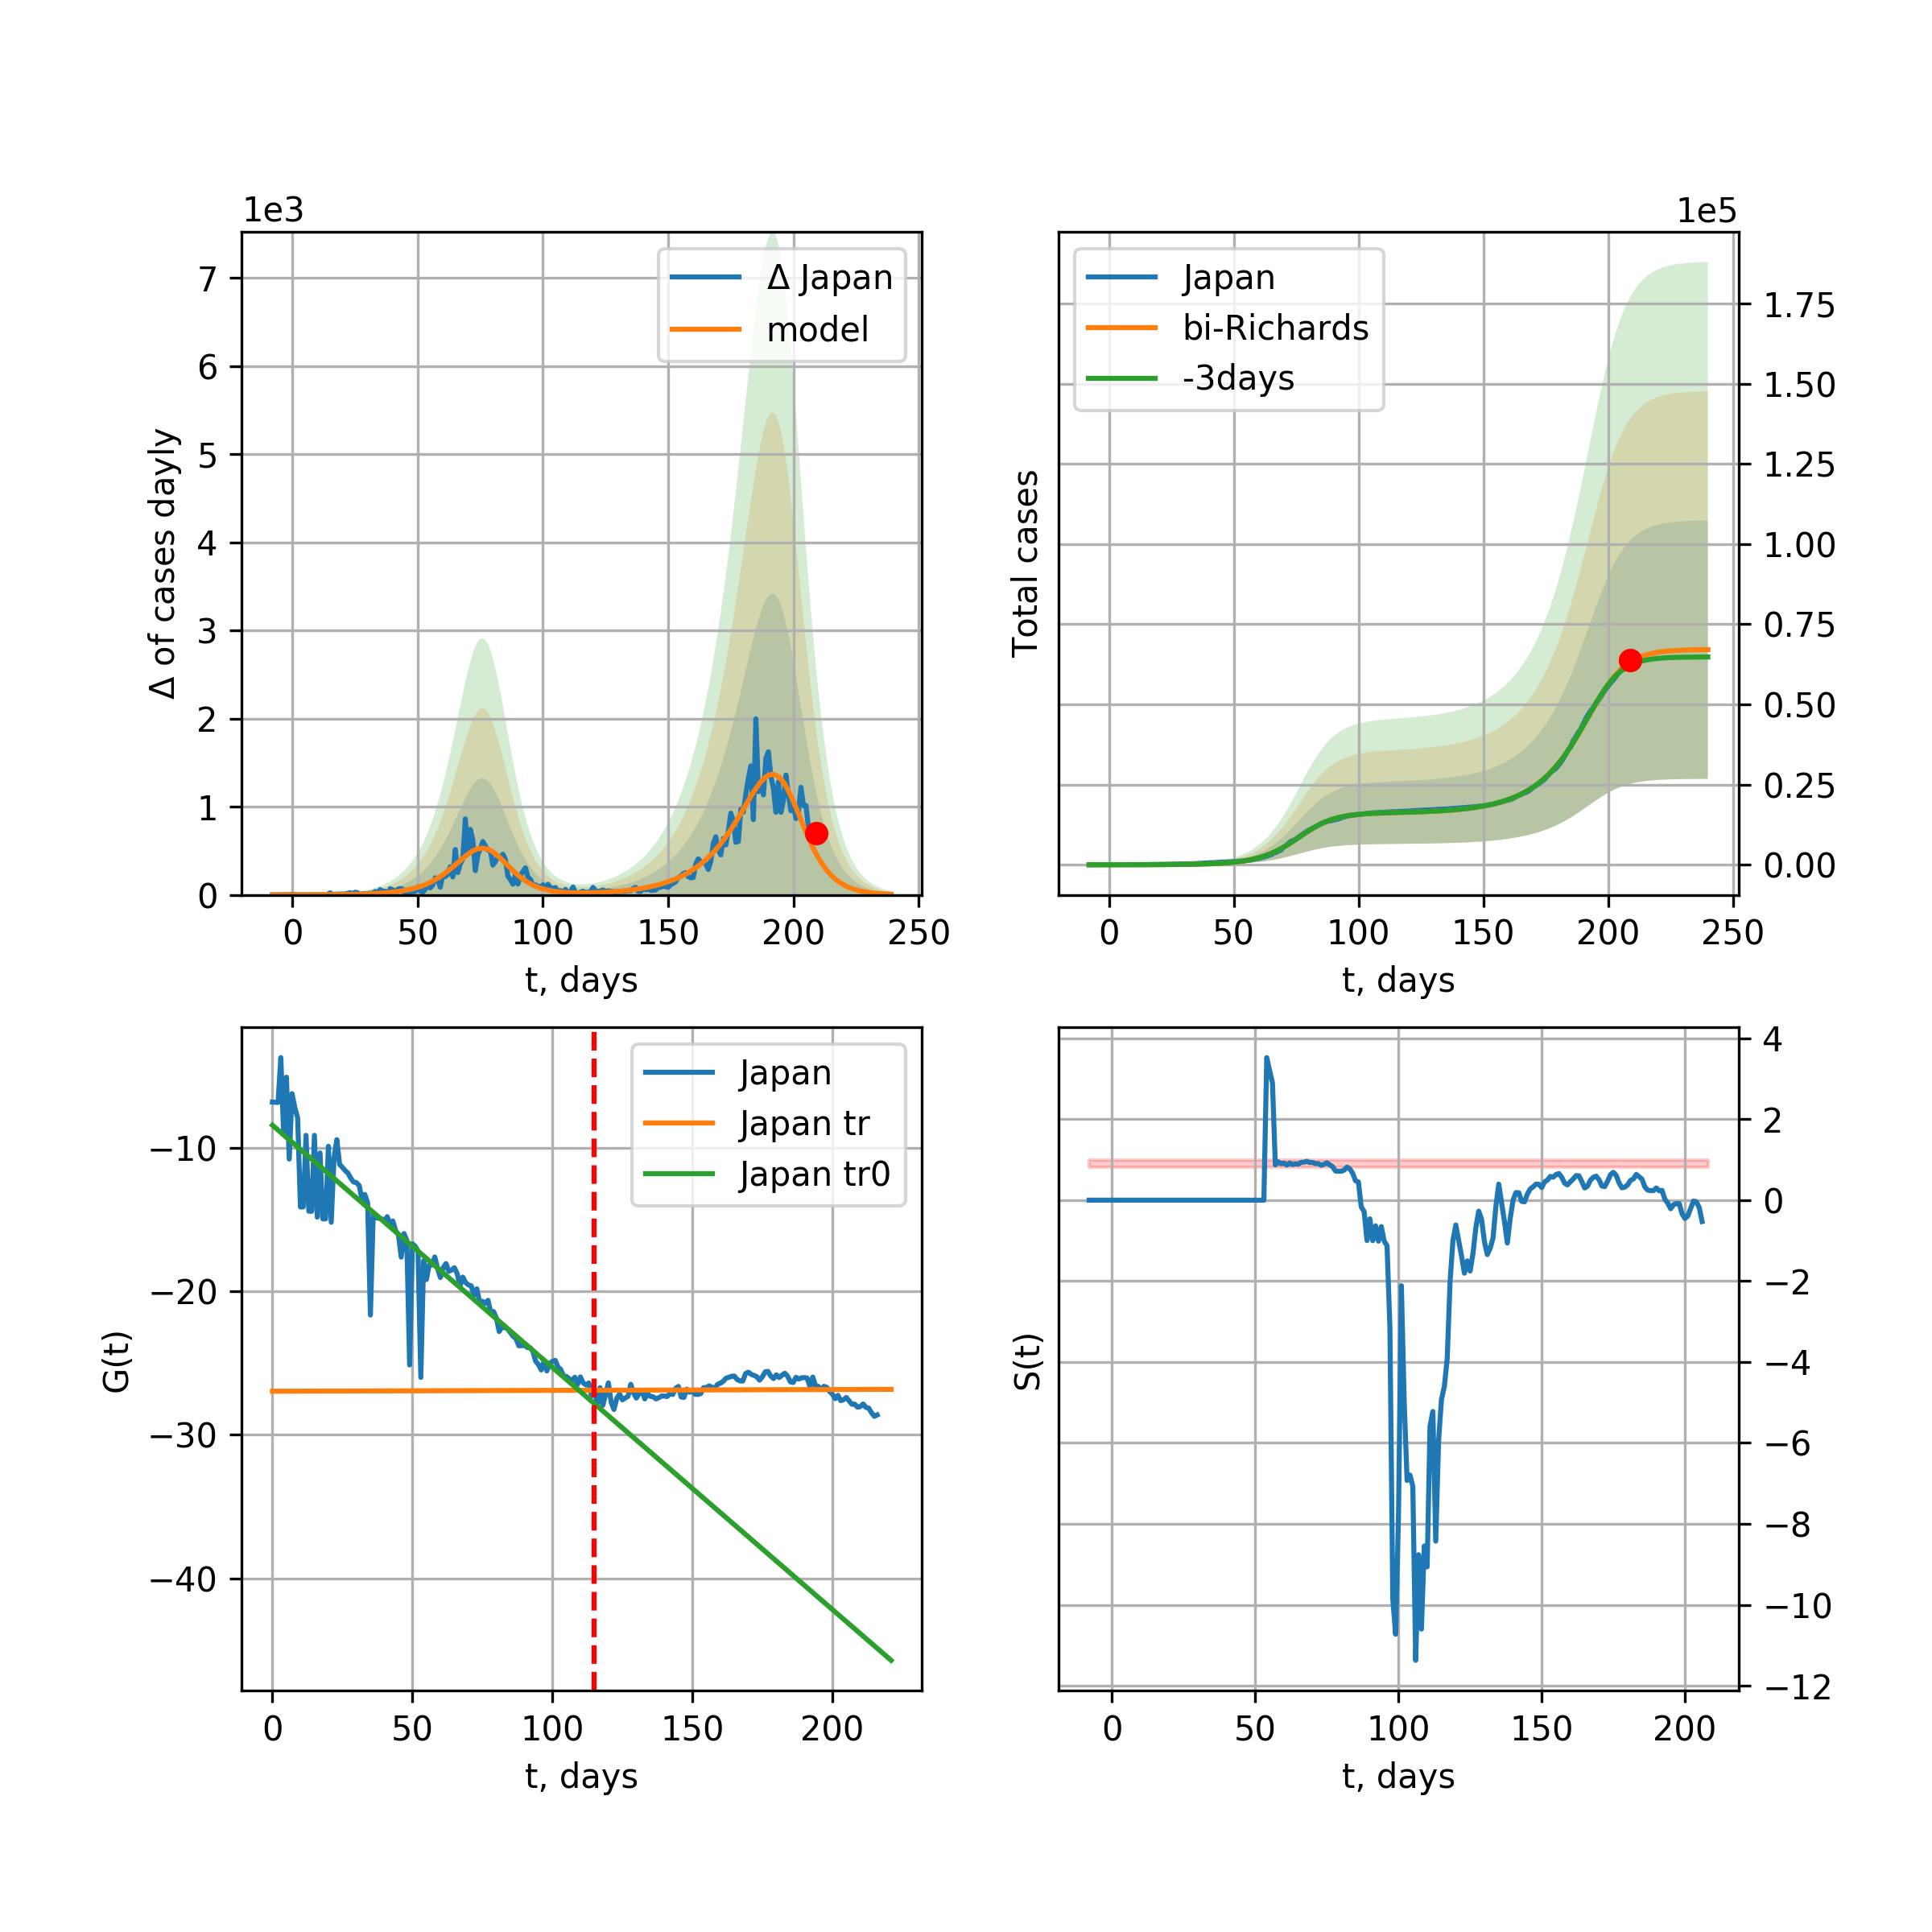 1e3
Δ of cases dayly
7
6
5
4
3
2
1
0
Δ Japan
model
0 50 100 150 200 250
t, days
1e5
Total cases
Japan
bi-Richards
-3days
1.75
1.50
1.25
1.00
0.75
0.50
0.25
0.00
0 50 100 150 200 250
t, days
G(t)
−10
−20
−30
−40
Japan
Japan tr
Japan tr0
0 50 100 150 200
t, days
S(t)
4
2
0
−2
−4
−6
−8
−10
−12
0 50 100 150 200
t, days